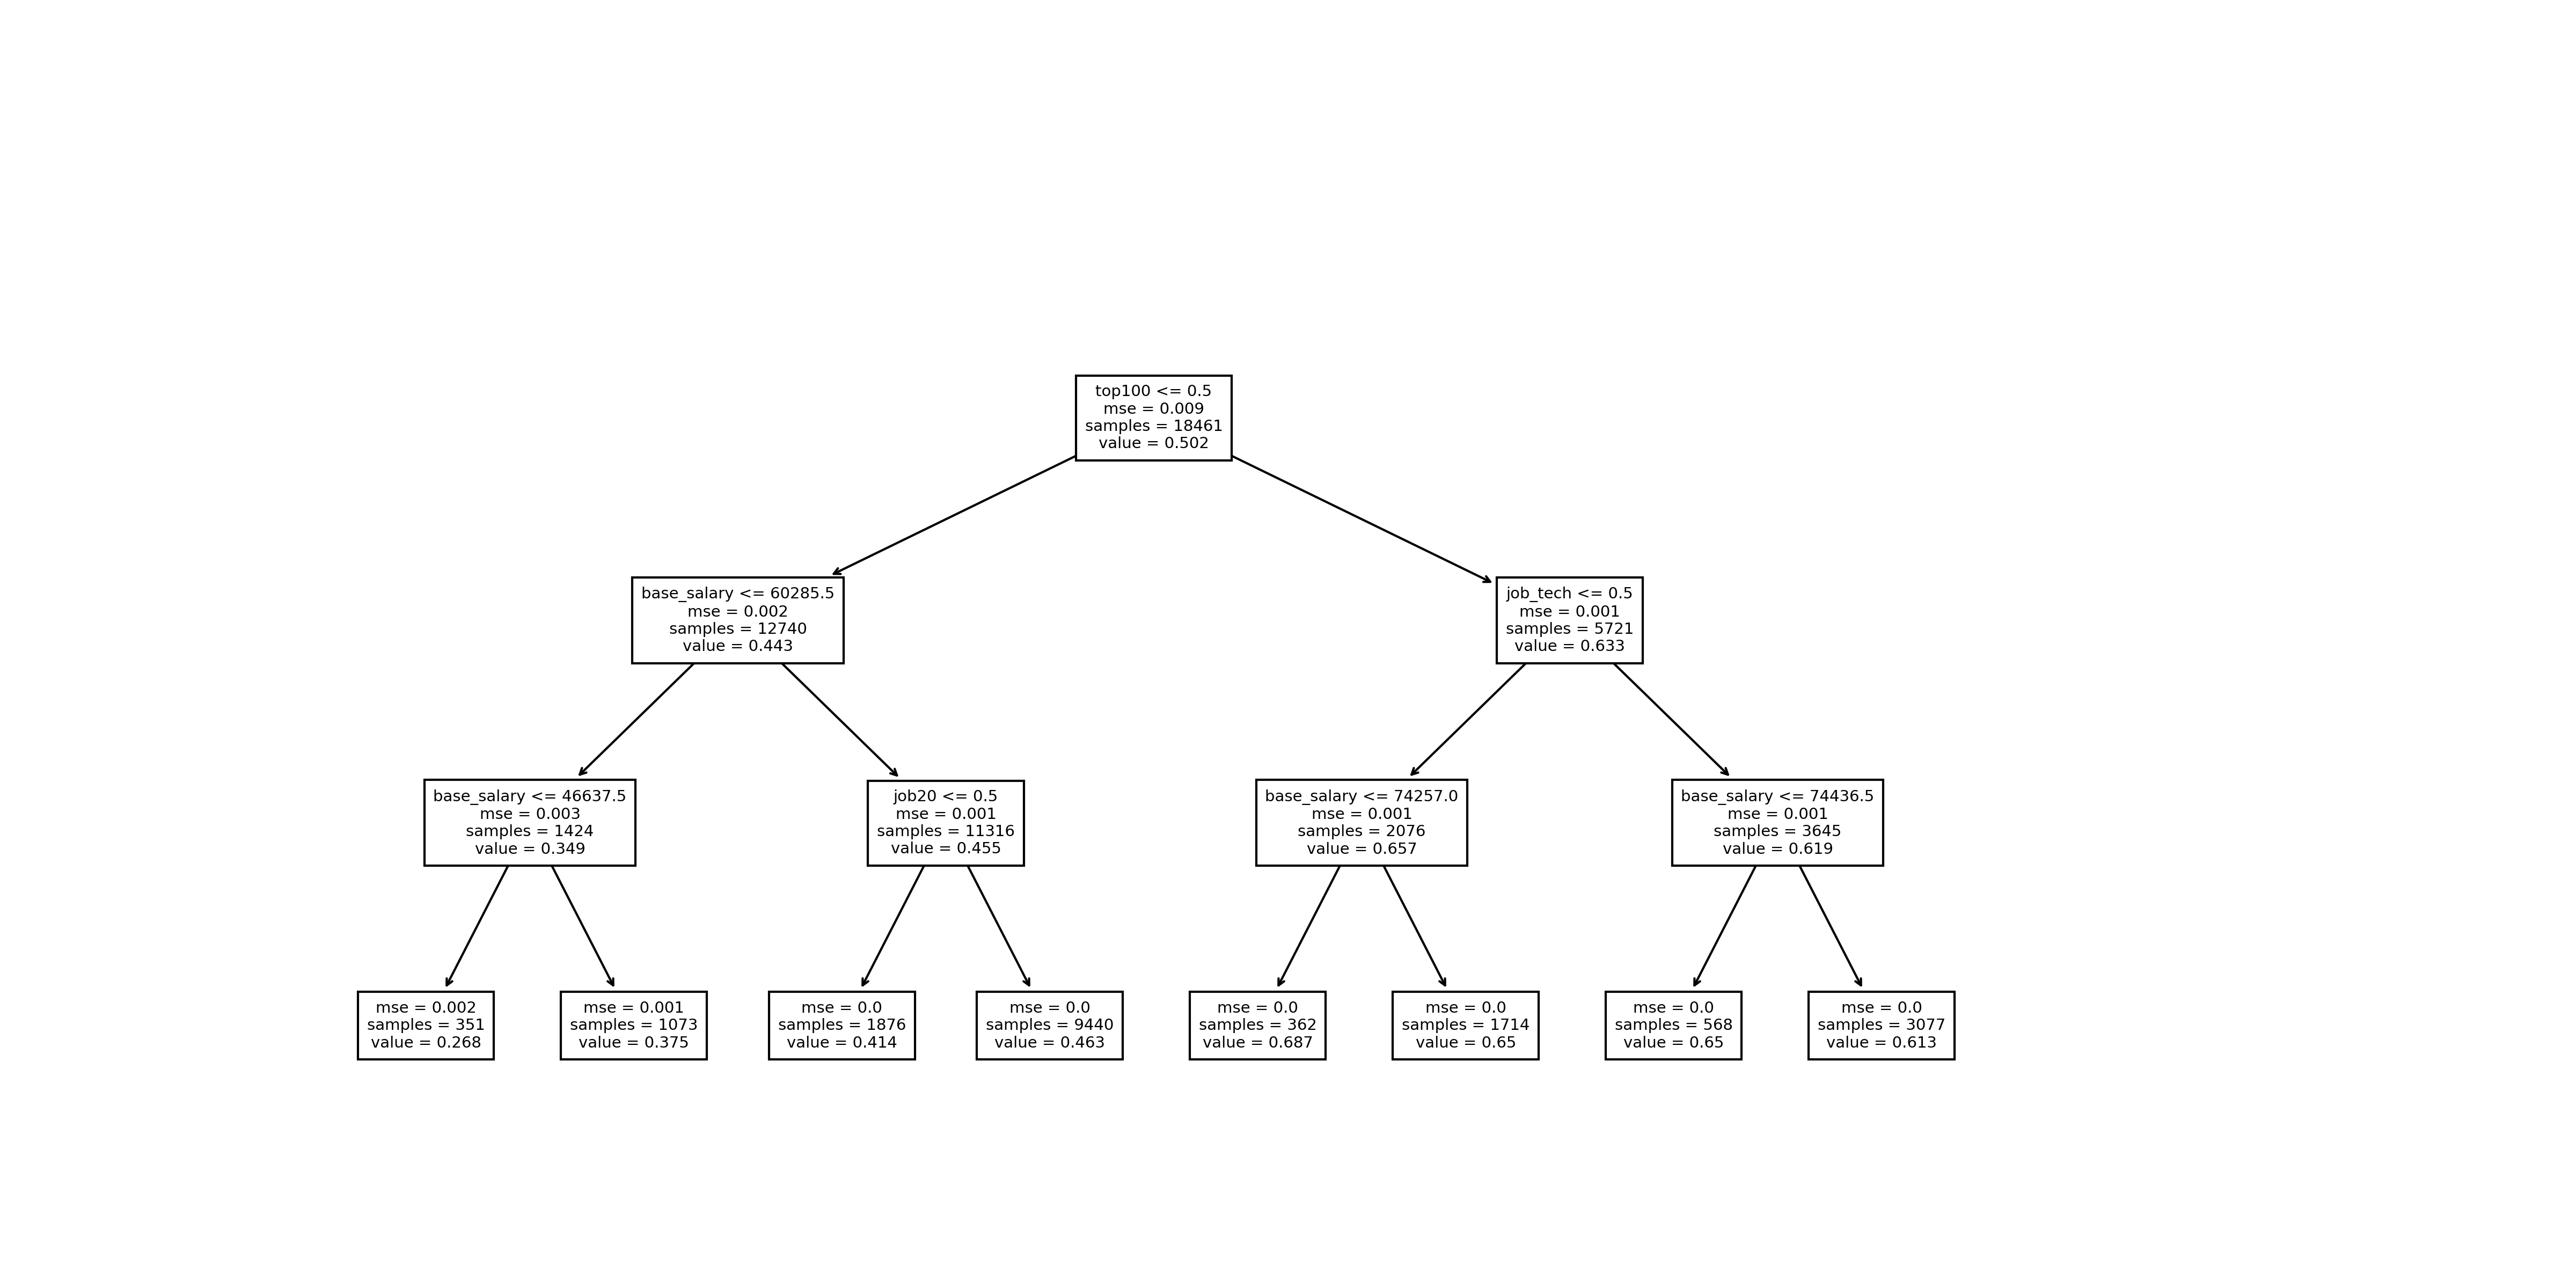 top100 <= 0.5
mse = 0.009
samples = 18461
value = 0.502
base_salary <= 60285.5
mse = 0.002
samples = 12740
value = 0.443
job_tech <= 0.5
mse = 0.001
samples = 5721
value = 0.633
base_salary <= 46637.5
mse = 0.003
samples = 1424
value = 0.349
job20 <= 0.5
mse = 0.001
samples = 11316
value = 0.455
base_salary <= 74257.0
mse = 0.001
samples = 2076
value = 0.657
base_salary <= 74436.5
mse = 0.001
samples = 3645
value = 0.619
mse = 0.002
samples = 351
value = 0.268
mse = 0.001
samples = 1073
value = 0.375
mse = 0.0
samples = 1876
value = 0.414
mse = 0.0
samples = 9440
value = 0.463
mse = 0.0
samples = 362
value = 0.687
mse = 0.0
samples = 1714
value = 0.65
mse = 0.0
samples = 568
value = 0.65
mse = 0.0
samples = 3077
value = 0.613